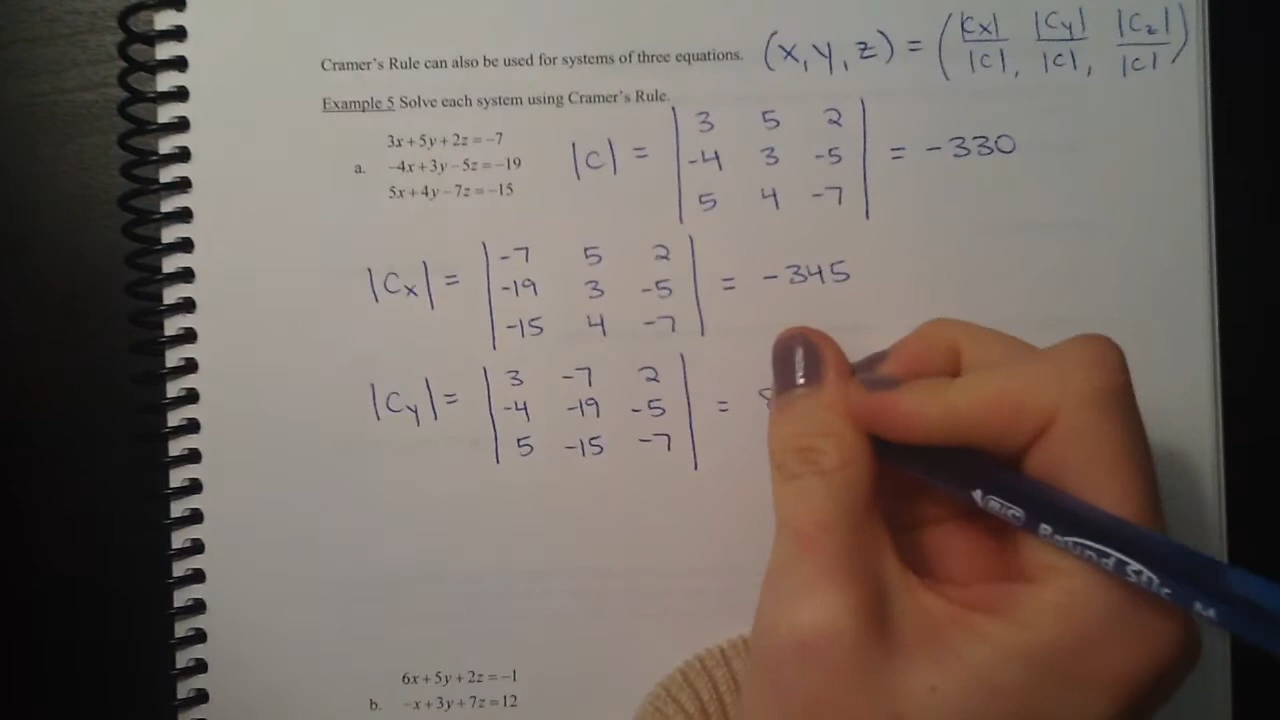 Cramer's Rule can also be used for systems of three equations. (x, y, z) = (|Cx|/|C|, |Cy|/|C|, |Cz|/|C|)
Example 5 Solve each system using Cramer's Rule.
a.
3x+5y+2z=-7
-4x+3y-5z=-19
5x+4y-7z=-15
|C| = | 3 5 2 |
| -4 3 -5 | = -330
| 5 4 -7 |
| -7 5 2 |
|Cx| = | -19 3 -5 | = -345
| -15 4 -7 |
| 3 -7 2 |
|Cy| = | -4 -19 -5 | =
| 5 -15 -7 |
BIC Round Stic M
6x+5y+2z=-1
b. -x+3y+7z=12